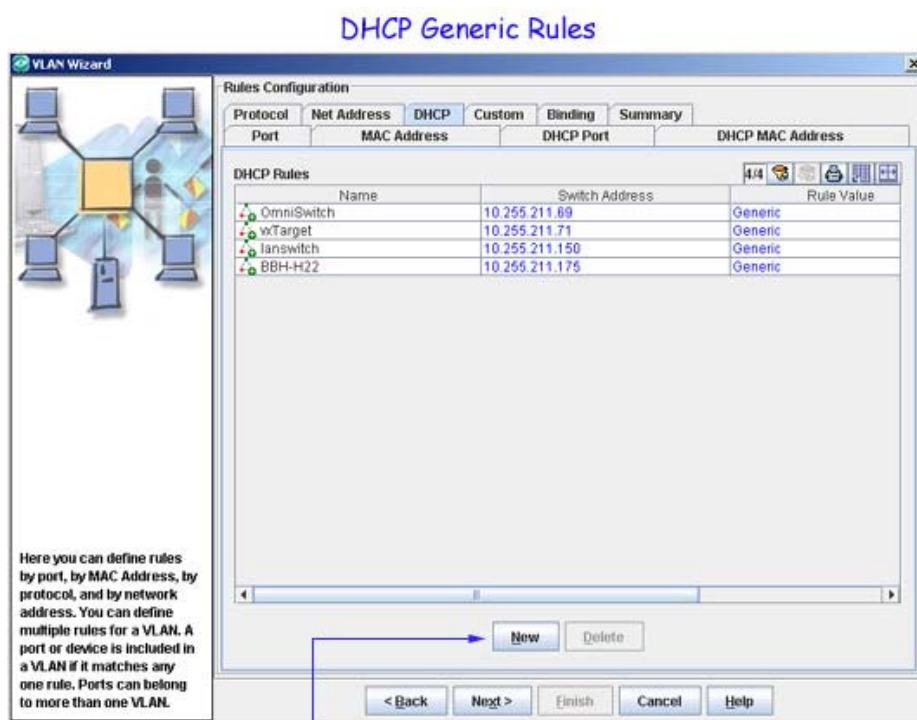 DHCP Generic Rules
VLAN Wizard
Rules Configuration
Protocol Net Address DHCP Custom Binding Summary
Port MAC Address DHCP Port DHCP MAC Address
DHCP Rules
4/4
Name Switch Address Rule Value
OmniSwitch 10.255.211.69 Generic
vxTarget 10.255.211.71 Generic
lanswitch 10.255.211.150 Generic
BBH-H22 10.255.211.175 Generic
Here you can define rules
by port, by MAC Address, by
protocol, and by network
address. You can define
multiple rules for a VLAN. A
port or device is included in
a VLAN if it matches any
one rule. Ports can belong
to more than one VLAN.
New Delete
< Back Next > Finish Cancel Help